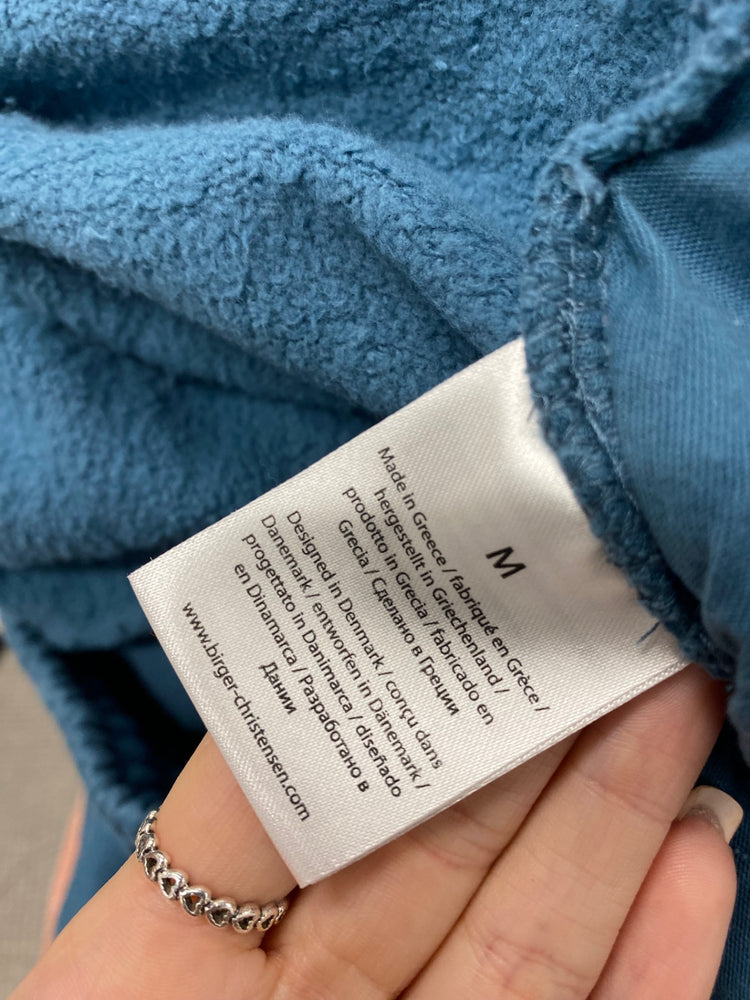 M
Made in Greece / fabriqué en Grèce /
hergestellt in Griechenland /
prodotto in Grecia / fabricado en
Grecia / Сделано в Греции
Designed in Denmark / conçu dans
Danemark / entworfen in Dänemark /
progettato in Danimarca / diseñado
en Dinamarca / Разработано в
Дании
www.birger-christensen.com